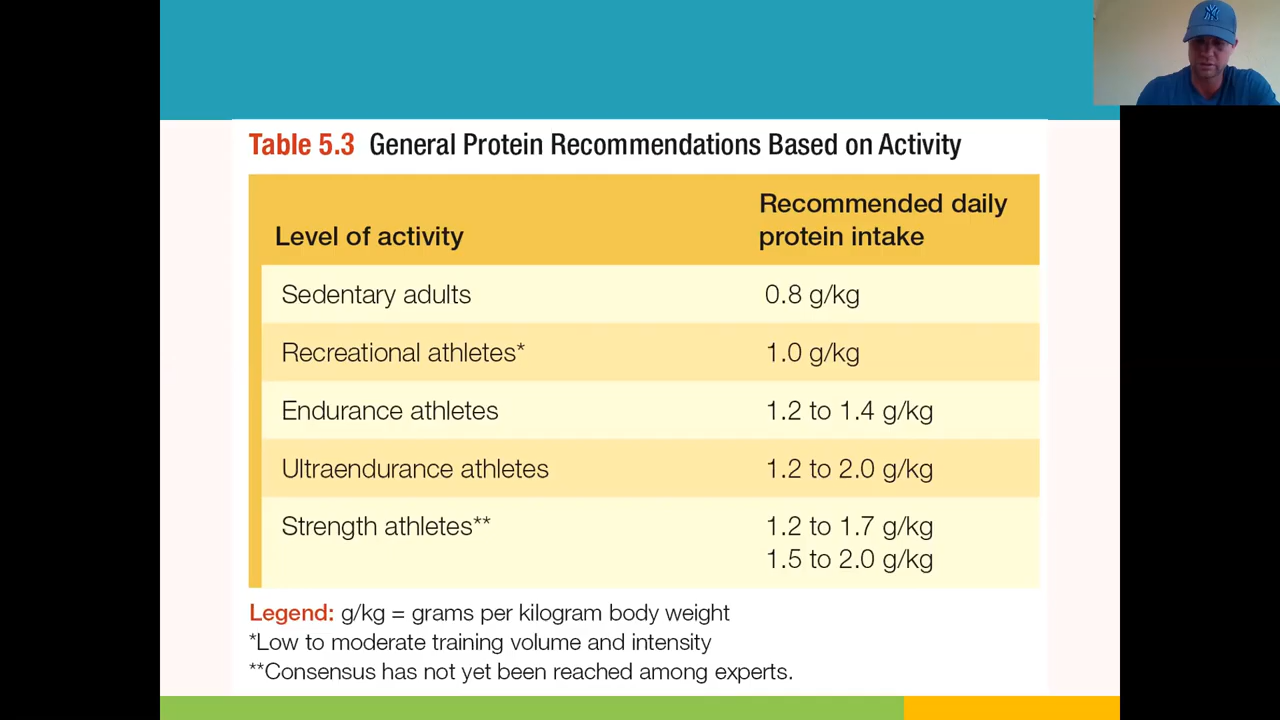 Table 5.3 General Protein Recommendations Based on Activity
Level of activity
Recommended daily
protein intake
Sedentary adults 0.8 g/kg
Recreational athletes* 1.0 g/kg
Endurance athletes 1.2 to 1.4 g/kg
Ultraendurance athletes 1.2 to 2.0 g/kg
Strength athletes** 1.2 to 1.7 g/kg
1.5 to 2.0 g/kg
Legend: g/kg = grams per kilogram body weight
*Low to moderate training volume and intensity
**Consensus has not yet been reached among experts.
NY